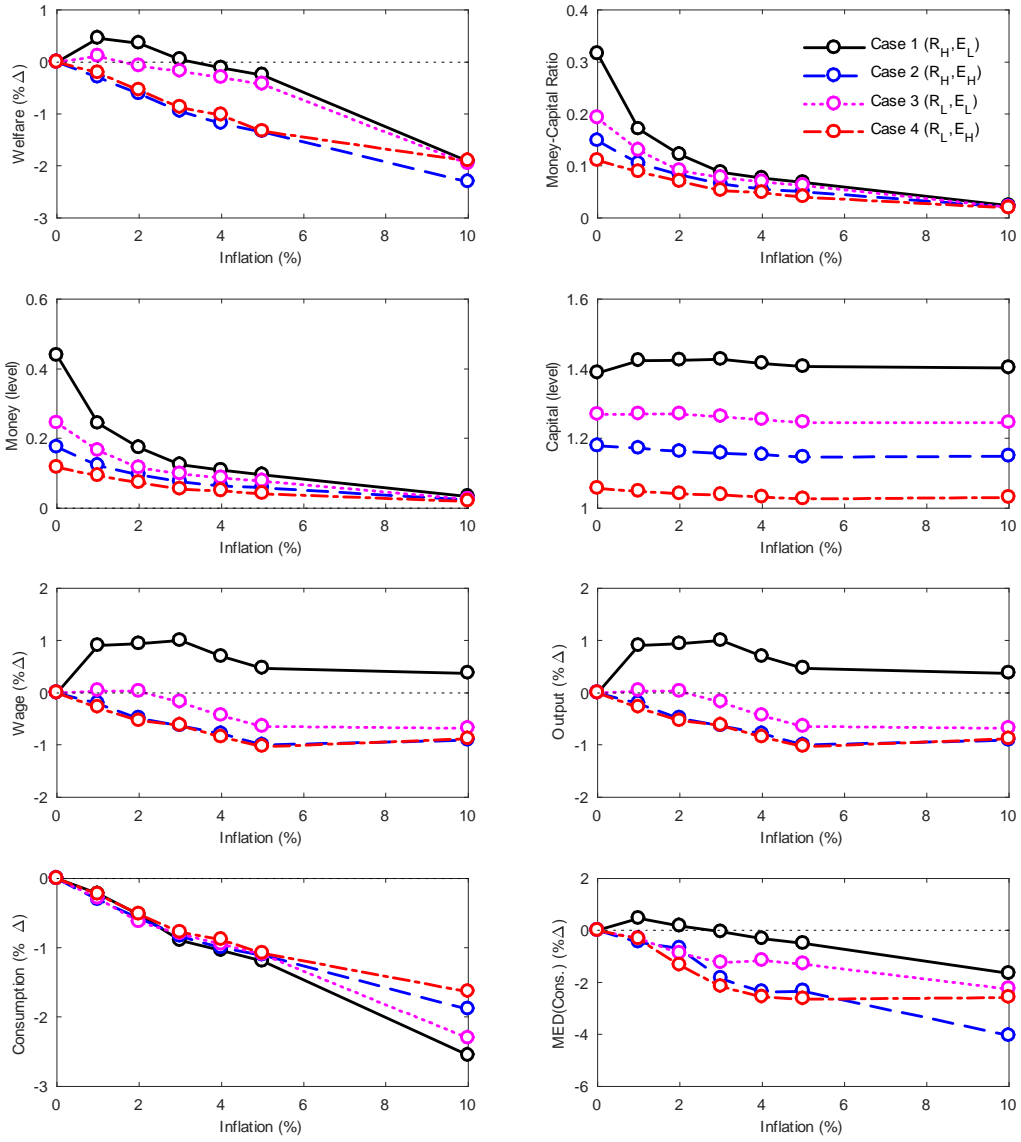 Welfare (% Δ)
1
0
-1
-2
-3
0 2 4 6 8 10
Inflation (%)
Money-Capital Ratio
0.4
0.3
0.2
0.1
0
Case 1 (R_H,E_L)
Case 2 (R_H,E_H)
Case 3 (R_L,E_L)
Case 4 (R_L,E_H)
0 2 4 6 8 10
Inflation (%)
Money (level)
0.6
0.4
0.2
0
0 2 4 6 8 10
Inflation (%)
Capital (level)
1.6
1.4
1.2
1
0 2 4 6 8 10
Inflation (%)
Wage (% Δ)
2
1
0
-1
-2
0 2 4 6 8 10
Inflation (%)
Output (% Δ)
2
1
0
-1
-2
0 2 4 6 8 10
Inflation (%)
Consumption (% Δ)
0
-1
-2
-3
0 2 4 6 8 10
Inflation (%)
MED(Cons.) (% Δ)
2
0
-2
-4
-6
0 2 4 6 8 10
Inflation (%)